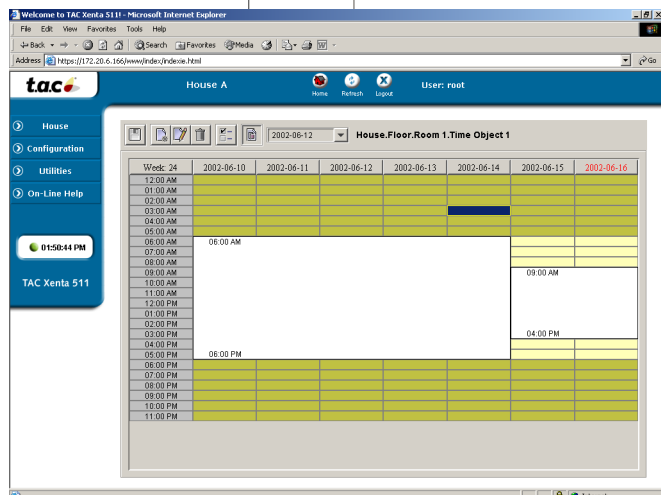 Welcome to TAC Xenta 511! - Microsoft Internet Explorer
File Edit View Favorites Tools Help
Back Search Favorites Media
Address https://172.20.6.166/www/index/indexie.html Go
t.a.c House A Home Refresh Logout User: root
House
Configuration
Utilities
On-Line Help
01:50:44 PM
TAC Xenta 511
2002-06-12 House.Floor.Room 1.Time Object 1
Week: 24 2002-06-10 2002-06-11 2002-06-12 2002-06-13 2002-06-14 2002-06-15 2002-06-16
12:00 AM
01:00 AM
02:00 AM
03:00 AM
04:00 AM
05:00 AM
06:00 AM 06:00 AM
07:00 AM
08:00 AM
09:00 AM 09:00 AM
10:00 AM
11:00 AM
12:00 PM
01:00 PM
02:00 PM
03:00 PM 04:00 PM
04:00 PM
05:00 PM 06:00 PM
06:00 PM
07:00 PM
08:00 PM
09:00 PM
10:00 PM
11:00 PM